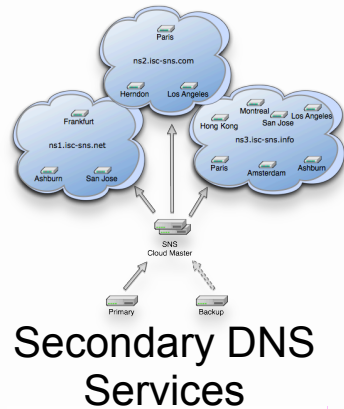 Paris
ns2.isc-sns.com
Herndon Los Angeles
Frankfurt
ns1.isc-sns.net
Ashburn San Jose
Montreal Los Angeles
Hong Kong San Jose
ns3.isc-sns.info
Paris Amsterdam Ashburn
SNS
Cloud Master
Primary Backup
Secondary DNS
Services